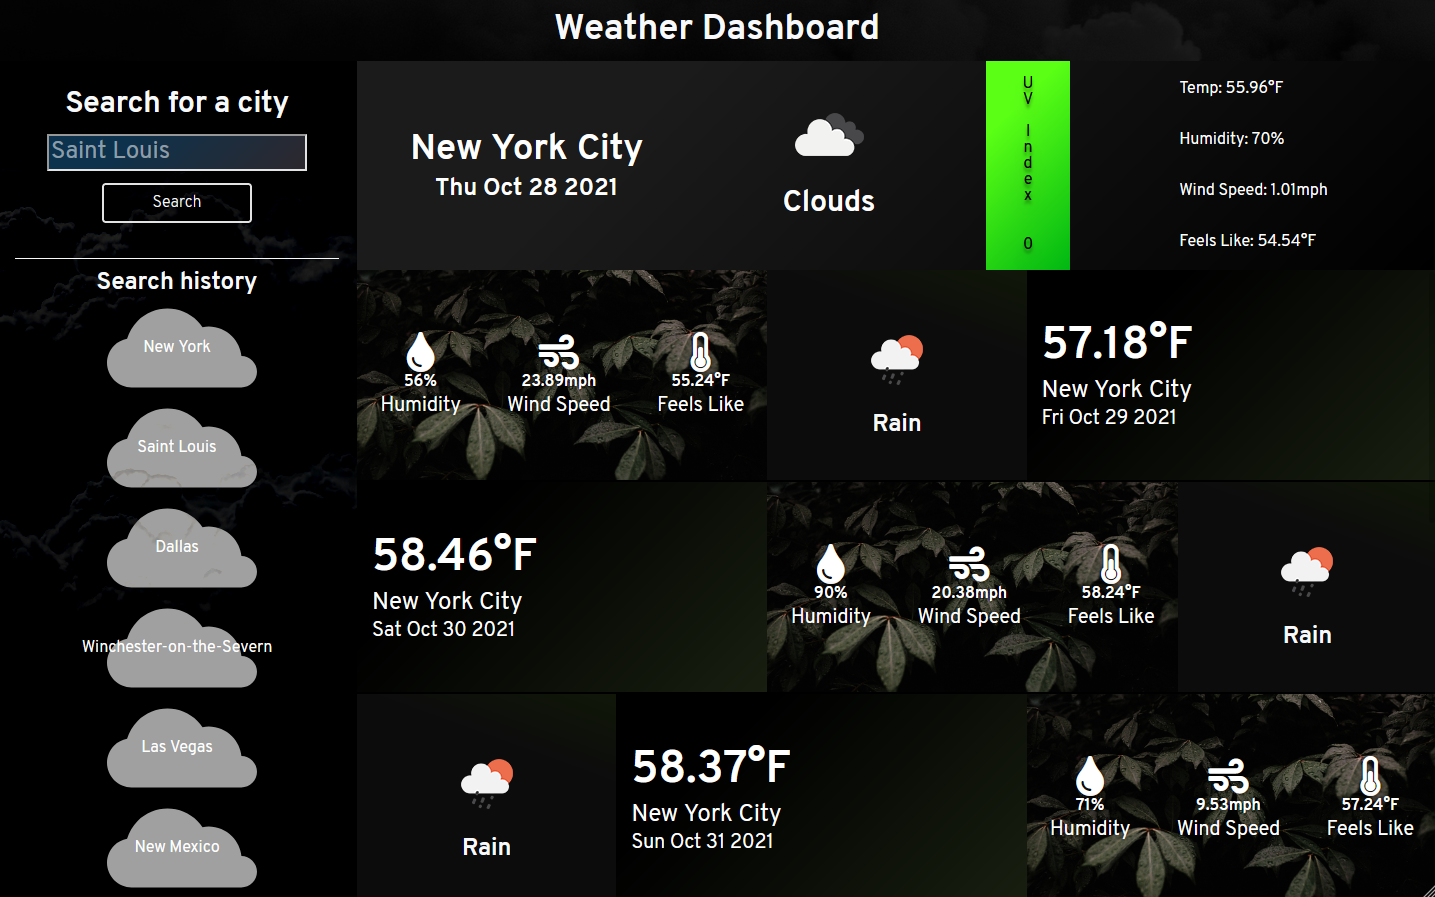 Weather Dashboard
Search for a city
Saint Louis
Search
Search history
New York
Saint Louis
Dallas
Winchester-on-the-Severn
Las Vegas
New Mexico
New York City
Thu Oct 28 2021
Clouds
UV Index 0
Temp: 55.96°F
Humidity: 70%
Wind Speed: 1.01mph
Feels Like: 54.54°F
56% 23.89mph 55.24°F
Humidity Wind Speed Feels Like
Rain
57.18°F
New York City
Fri Oct 29 2021
58.46°F
New York City
Sat Oct 30 2021
90% 20.38mph 58.24°F
Humidity Wind Speed Feels Like
Rain
Rain
58.37°F
New York City
Sun Oct 31 2021
71% 9.53mph 57.24°F
Humidity Wind Speed Feels Like